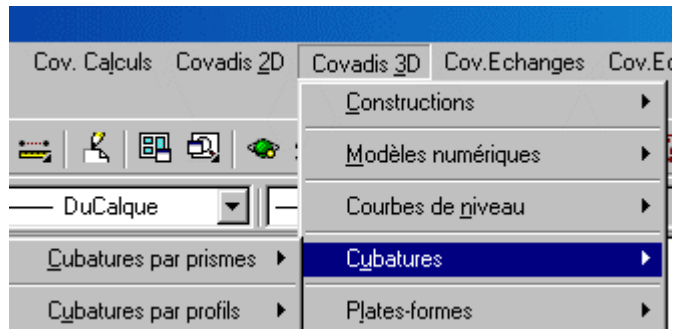 Cov. Calculs Covadis 2D Covadis 3D Cov.Echanges Cov.E
Constructions
Modèles numériques
DuCalque
Courbes de niveau
Cubatures par prismes
Cubatures
Cubatures par profils
Plates-formes